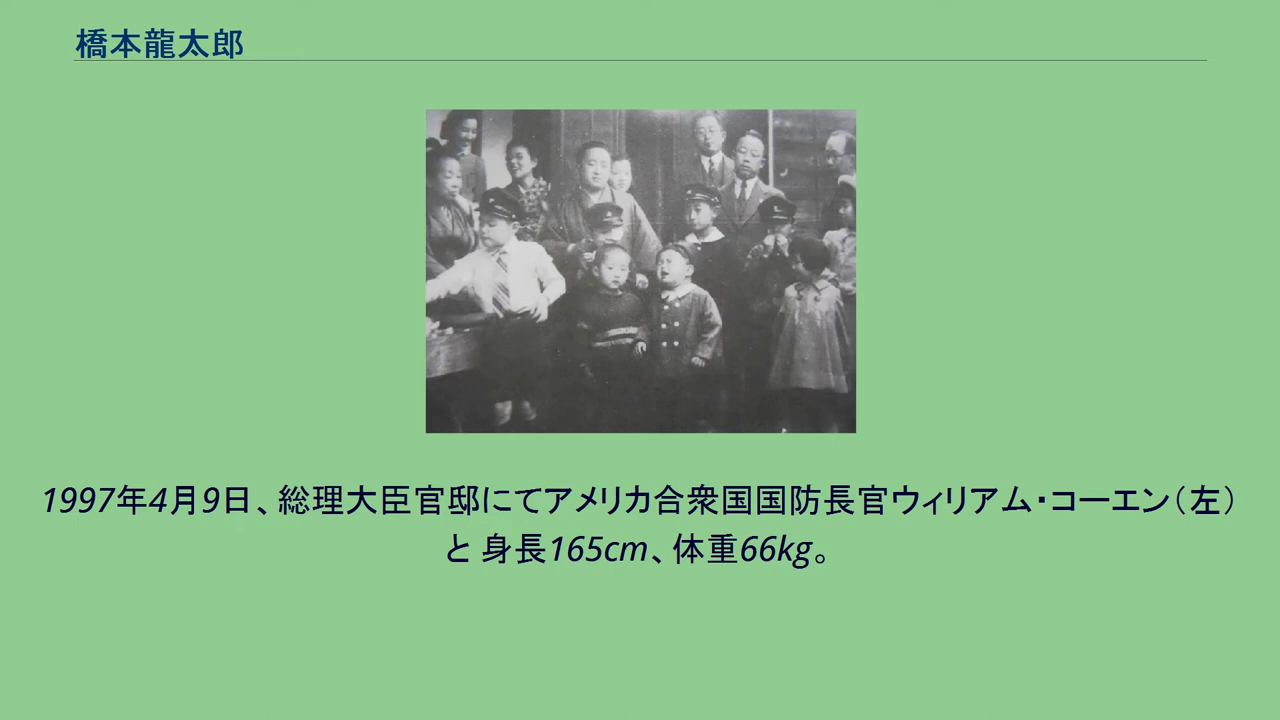 橋本龍太郎
1997年4月9日、総理大臣官邸にてアメリカ合衆国国防長官ウィリアム・コーエン（左）
と 身長165cm、体重66kg。